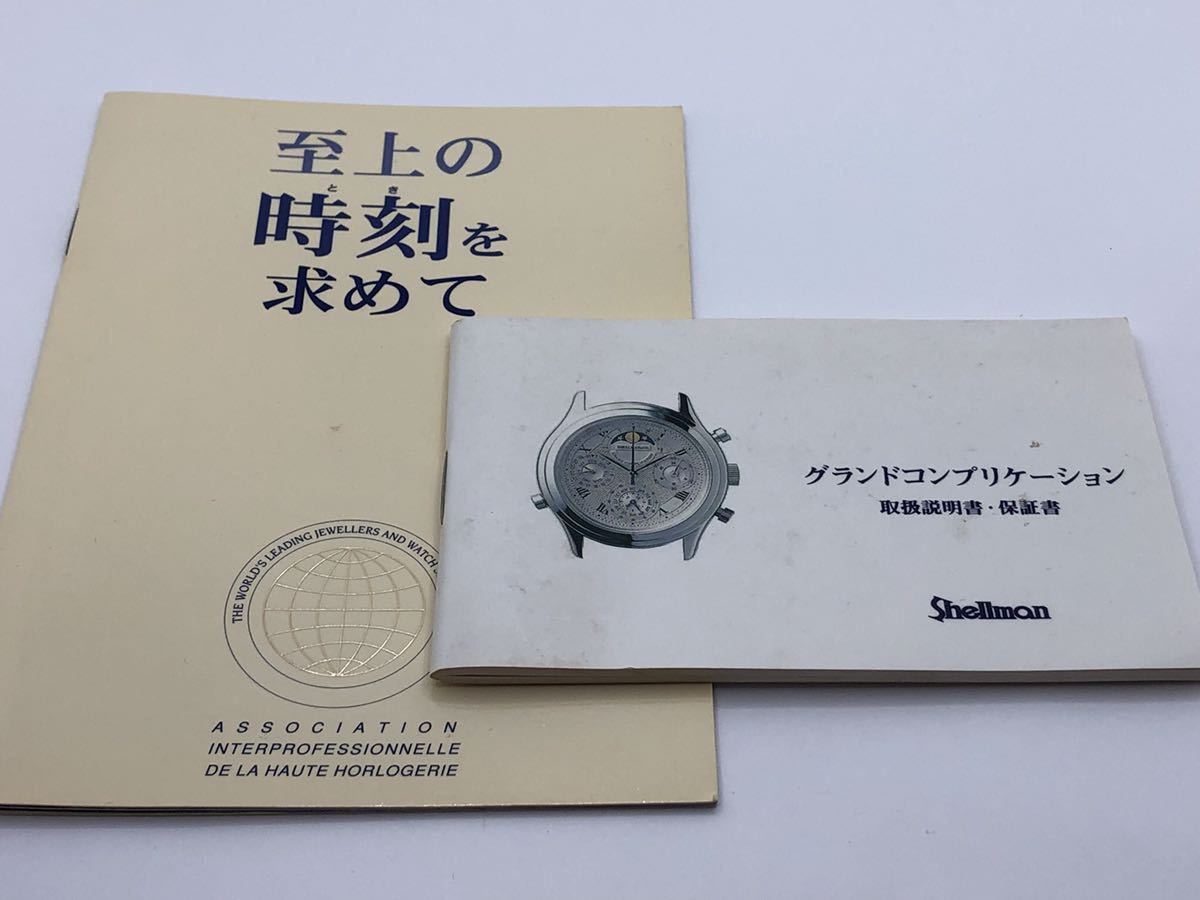 至上の
とき
時刻を
求めて
THE WORLD'S LEADING JEWELLERS AND WATCH
ASSOCIATION
INTERPROFESSIONNELLE
DE LA HAUTE HORLOGERIE
グランドコンプリケーション
取扱説明書・保証書
Shellman